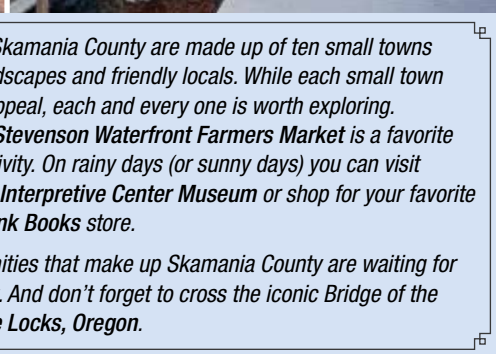 Skamania County are made up of ten small towns
dscapes and friendly locals. While each small town
ppeal, each and every one is worth exploring.
Stevenson Waterfront Farmers Market is a favorite
ivity. On rainy days (or sunny days) you can visit
Interpretive Center Museum or shop for your favorite
nk Books store.
nities that make up Skamania County are waiting for
. And don't forget to cross the iconic Bridge of the
e Locks, Oregon.